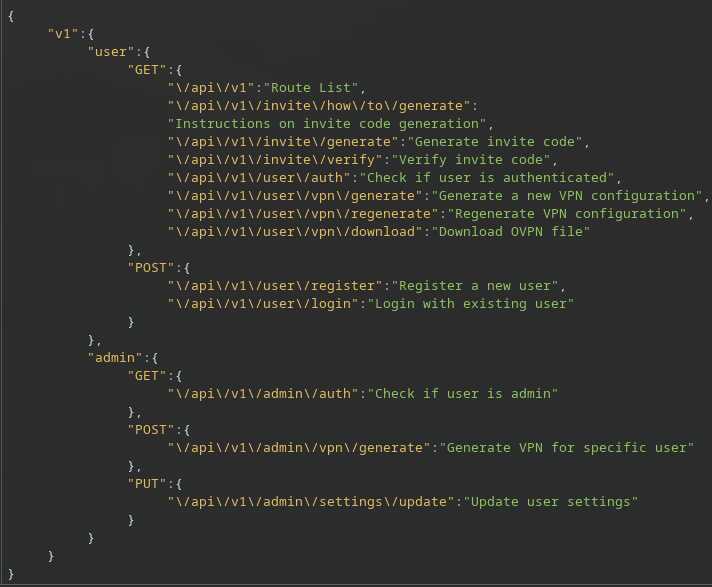 {
"v1":{
"user":{
"GET":{
"\/api\/v1":"Route List",
"\/api\/v1\/invite\/how\/to\/generate":
"Instructions on invite code generation",
"\/api\/v1\/invite\/generate":"Generate invite code",
"\/api\/v1\/invite\/verify":"Verify invite code",
"\/api\/v1\/user\/auth":"Check if user is authenticated",
"\/api\/v1\/user\/vpn\/generate":"Generate a new VPN configuration",
"\/api\/v1\/user\/vpn\/regenerate":"Regenerate VPN configuration",
"\/api\/v1\/user\/vpn\/download":"Download OVPN file"
},
"POST":{
"\/api\/v1\/user\/register":"Register a new user",
"\/api\/v1\/user\/login":"Login with existing user"
}
},
"admin":{
"GET":{
"\/api\/v1\/admin\/auth":"Check if user is admin"
},
"POST":{
"\/api\/v1\/admin\/vpn\/generate":"Generate VPN for specific user"
},
"PUT":{
"\/api\/v1\/admin\/settings\/update":"Update user settings"
}
}
}
}